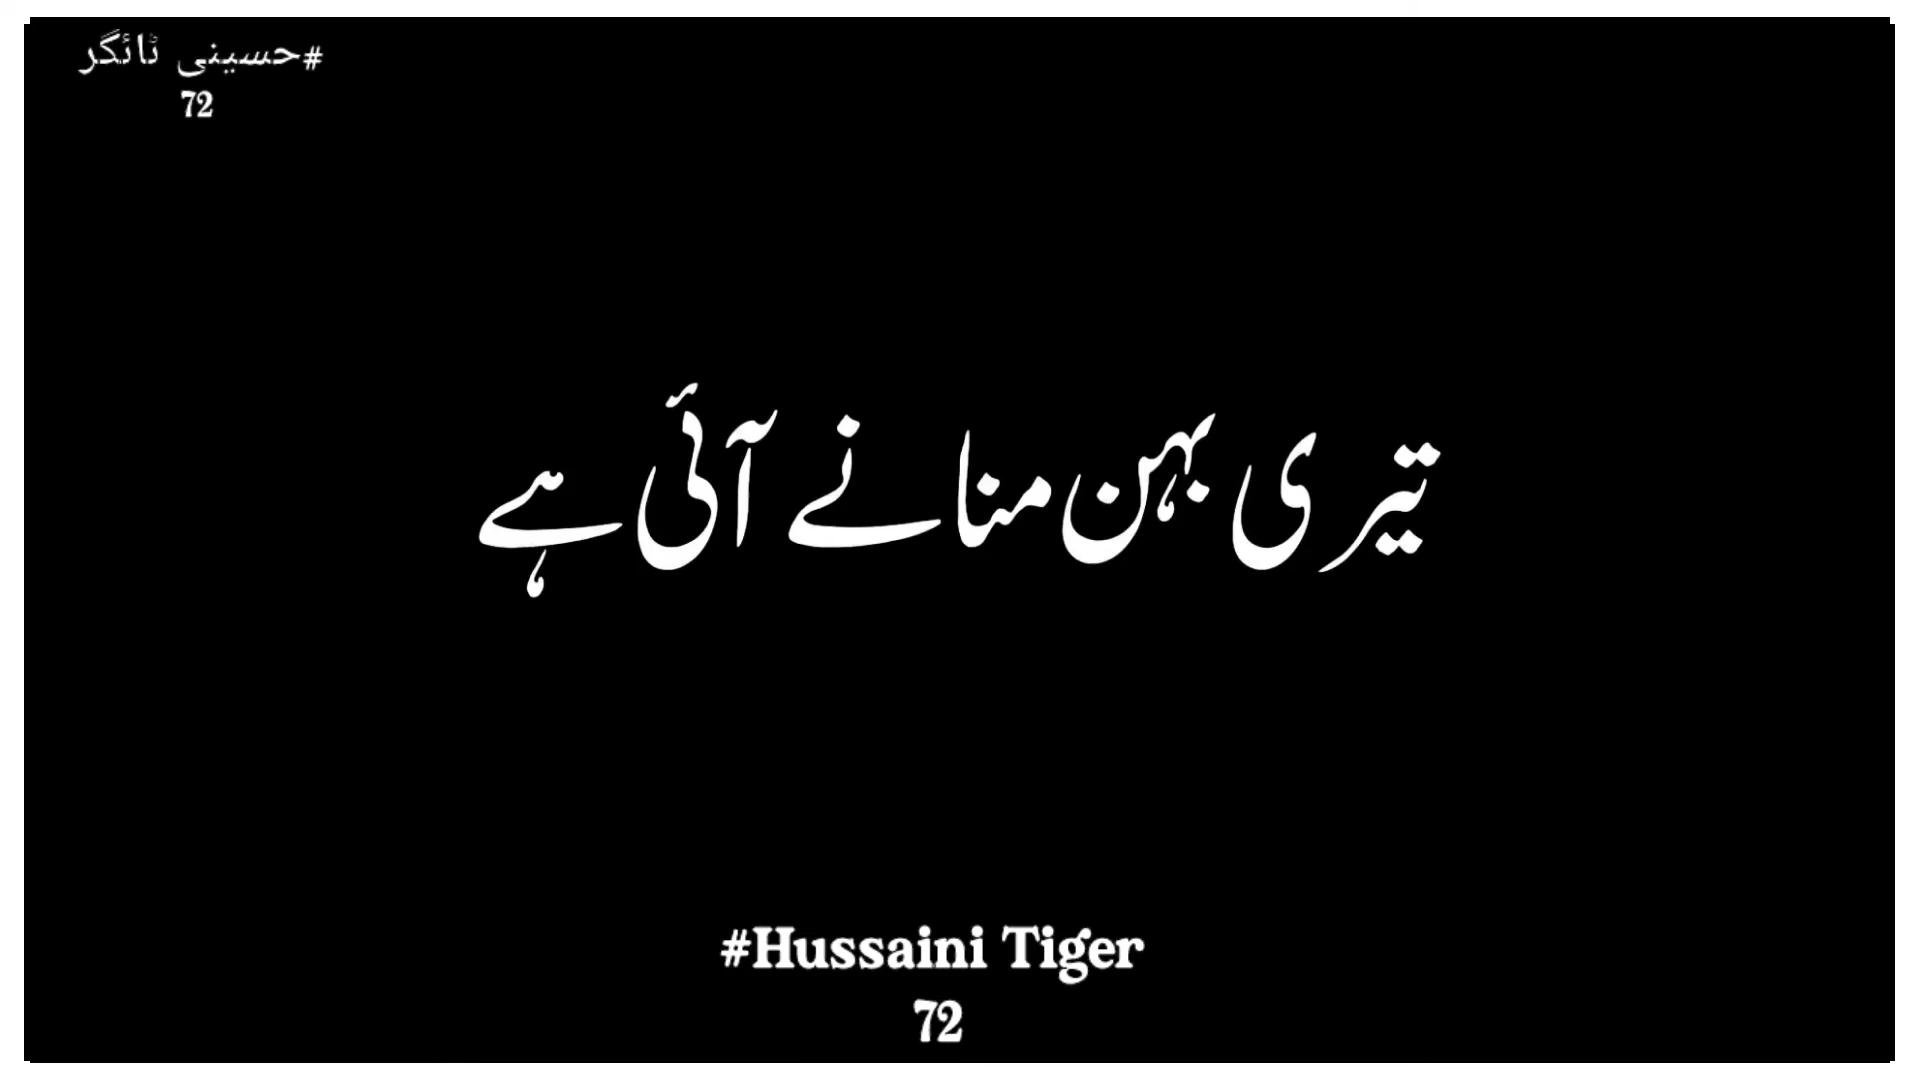 #حسینی ٹائگر
72
تیری بہن منانے آئی ہے
#Hussaini Tiger
72